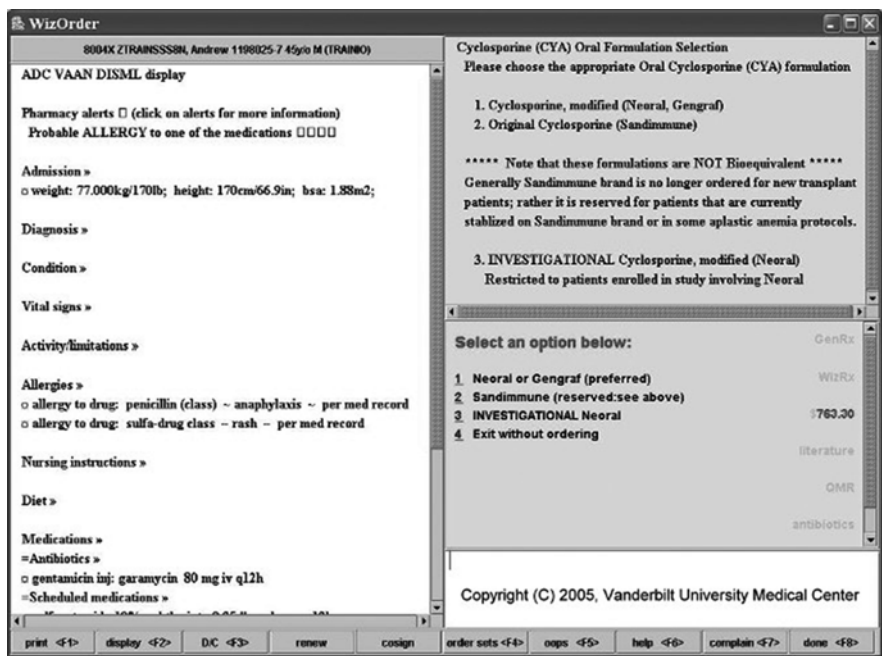 WizOrder
8004X ZTRAINSSS8N, Andrew 1198025-7 45y/o M (TRAINIO)
ADC VAAN DISML display
Pharmacy alerts □ (click on alerts for more information)
Probable ALLERGY to one of the medications □□□□
Admission »
□ weight: 77.000kg/170lb; height: 170cm/66.9in; bsa: 1.88m2;
Diagnosis »
Condition »
Vital signs »
Activity/limitations »
Allergies »
□ allergy to drug: penicillin (class) ~ anaphylaxis ~ per med record
□ allergy to drug: sulfa-drug class ~ rash ~ per med record
Nursing instructions »
Diet »
Medications »
=Antibiotics »
□ gentamicin inj: garamycin 80 mg iv q12h
=Scheduled medications »
Cyclosporine (CYA) Oral Formulation Selection
Please choose the appropriate Oral Cyclosporine (CYA) formulation
1. Cyclosporine, modified (Neoral, Gengraf)
2. Original Cyclosporine (Sandimmune)
***** Note that these formulations are NOT Bioequivalent *****
Generally Sandimmune brand is no longer ordered for new transplant
patients; rather it is reserved for patients that are currently
stablized on Sandimmune brand or in some aplastic anemia protocols.
3. INVESTIGATIONAL Cyclosporine, modified (Neoral)
Restricted to patients enrolled in study involving Neoral
Select an option below:
1 Neoral or Gengraf (preferred)
2 Sandimmune (reserved:see above)
3 INVESTIGATIONAL Neoral
4 Exit without ordering
GenRx
WizRx
$763.30
literature
OMR
antibiotics
Copyright (C) 2005, Vanderbilt University Medical Center
print <F1> display <F2> D/C <F3> renew cosign order sets <F4> oops <F5> help <F6> complain <F7> done <F8>